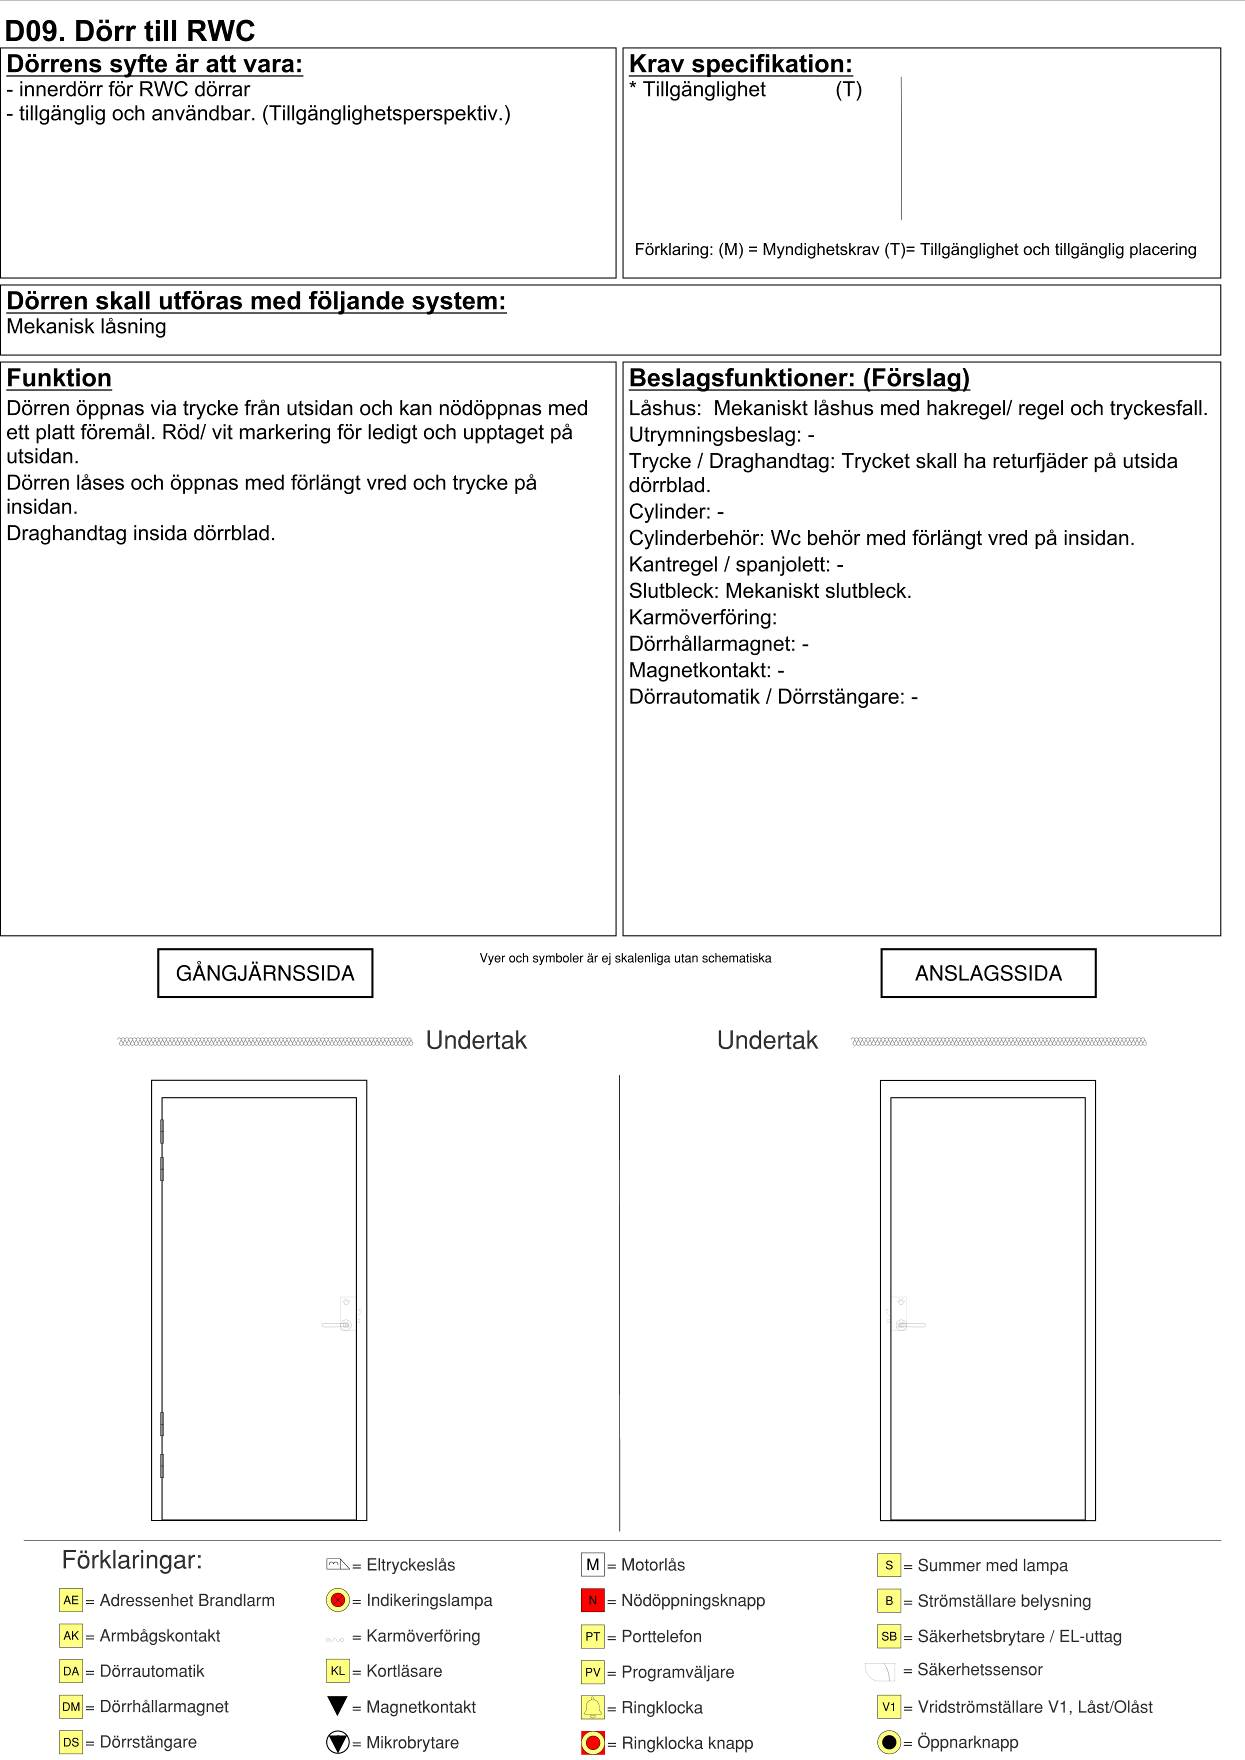 D09. Dörr till RWC
Dörrens syfte är att vara:
- innerdörr för RWC dörrar
- tillgänglig och användbar. (Tillgänglighetsperspektiv.)
Krav specifikation:
* Tillgänglighet (T)
Förklaring: (M) = Myndighetskrav (T)= Tillgänglighet och tillgänglig placering
Dörren skall utföras med följande system:
Mekanisk låsning
Funktion
Dörren öppnas via trycke från utsidan och kan nödöppnas med
ett platt föremål. Röd/ vit markering för ledigt och upptaget på
utsidan.
Dörren låses och öppnas med förlängt vred och trycke på
insidan.
Draghandtag insida dörrblad.
Beslagsfunktioner: (Förslag)
Låshus: Mekaniskt låshus med hakregel/ regel och tryckesfall.
Utrymningsbeslag: -
Trycke / Draghandtag: Trycket skall ha returfjäder på utsida
dörrblad.
Cylinder: -
Cylinderbehör: Wc behör med förlängt vred på insidan.
Kantregel / spanjolett: -
Slutbleck: Mekaniskt slutbleck.
Karmöverföring:
Dörrhållarmagnet: -
Magnetkontakt: -
Dörrautomatik / Dörrstängare: -
GÅNGJÄRNSSIDA
Vyer och symboler är ej skalenliga utan schematiska
ANSLAGSSIDA
Undertak
Undertak
Förklaringar:
AE = Adressenhet Brandlarm
AK = Armbågskontakt
DA = Dörrautomatik
DM = Dörrhållarmagnet
DS = Dörrstängare
= Eltryckeslås
= Indikeringslampa
= Karmöverföring
KL = Kortläsare
= Magnetkontakt
= Mikrobrytare
M = Motorlås
N = Nödöppningsknapp
PT = Porttelefon
PV = Programväljare
= Ringklocka
= Ringklocka knapp
S = Summer med lampa
B = Strömställare belysning
SB = Säkerhetsbrytare / EL-uttag
= Säkerhetssensor
V1 = Vridströmställare V1, Låst/Olåst
= Öppnarknapp